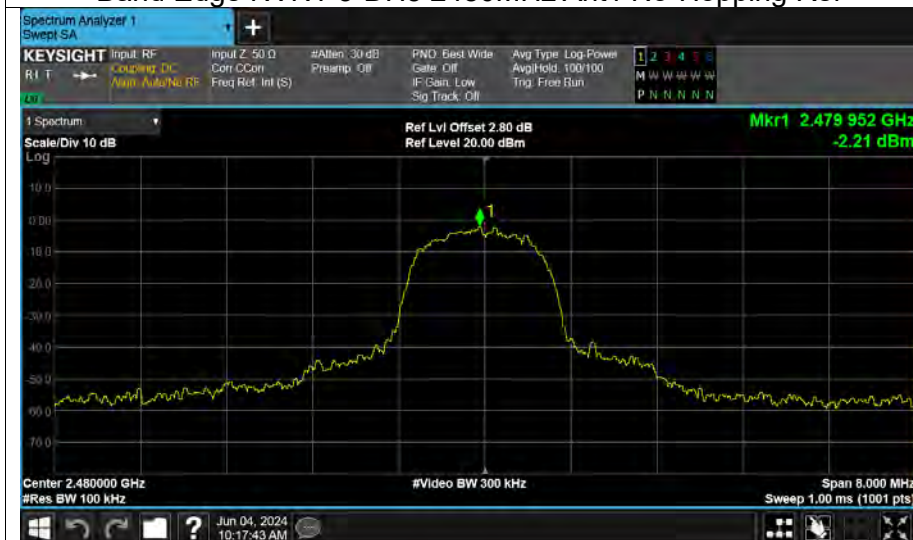 Spectrum Analyzer 1
Swept SA
+
KEYSIGHT
Input: RF
Coupling: DC
Align: Auto/No RF
Input Z: 50 Ω
Corr CCorr
Freq Ref: Int (S)
#Atten: 30 dB
Preamp: Off
PNO: Best Wide
Gate: Off
IF Gain: Low
Sig Track: Off
Avg Type: Log-Power
Avg|Hold: 100/100
Trig: Free Run
1 2 3 4 5 6
M W W W W W
P N N N N N
1 Spectrum
Scale/Div 10 dB
Ref Lvl Offset 2.80 dB
Ref Level 20.00 dBm
Mkr1 2.479 952 GHz
-2.21 dBm
Log
10.0
0.00
-10.0
-20.0
-30.0
-40.0
-50.0
-60.0
-70.0
1
Center 2.480000 GHz
#Res BW 100 kHz
#Video BW 300 kHz
Span 8.000 MHz
Sweep 1.00 ms (1001 pts)
?
Jun 04, 2024
10:17:43 AM